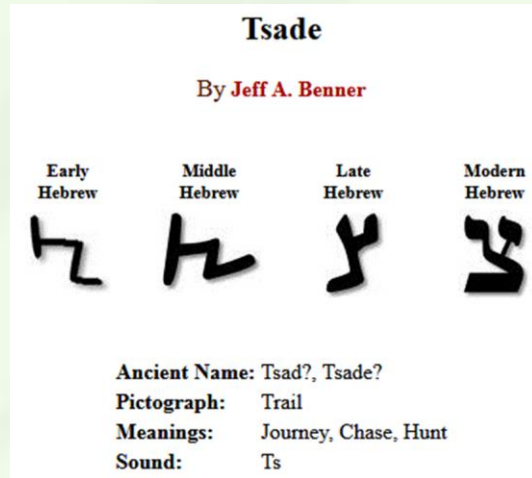 Tsade
By Jeff A. Benner
Early Hebrew Middle Hebrew Late Hebrew Modern Hebrew
צ
Ancient Name: Tsad?, Tsade?
Pictograph: Trail
Meanings: Journey, Chase, Hunt
Sound: Ts